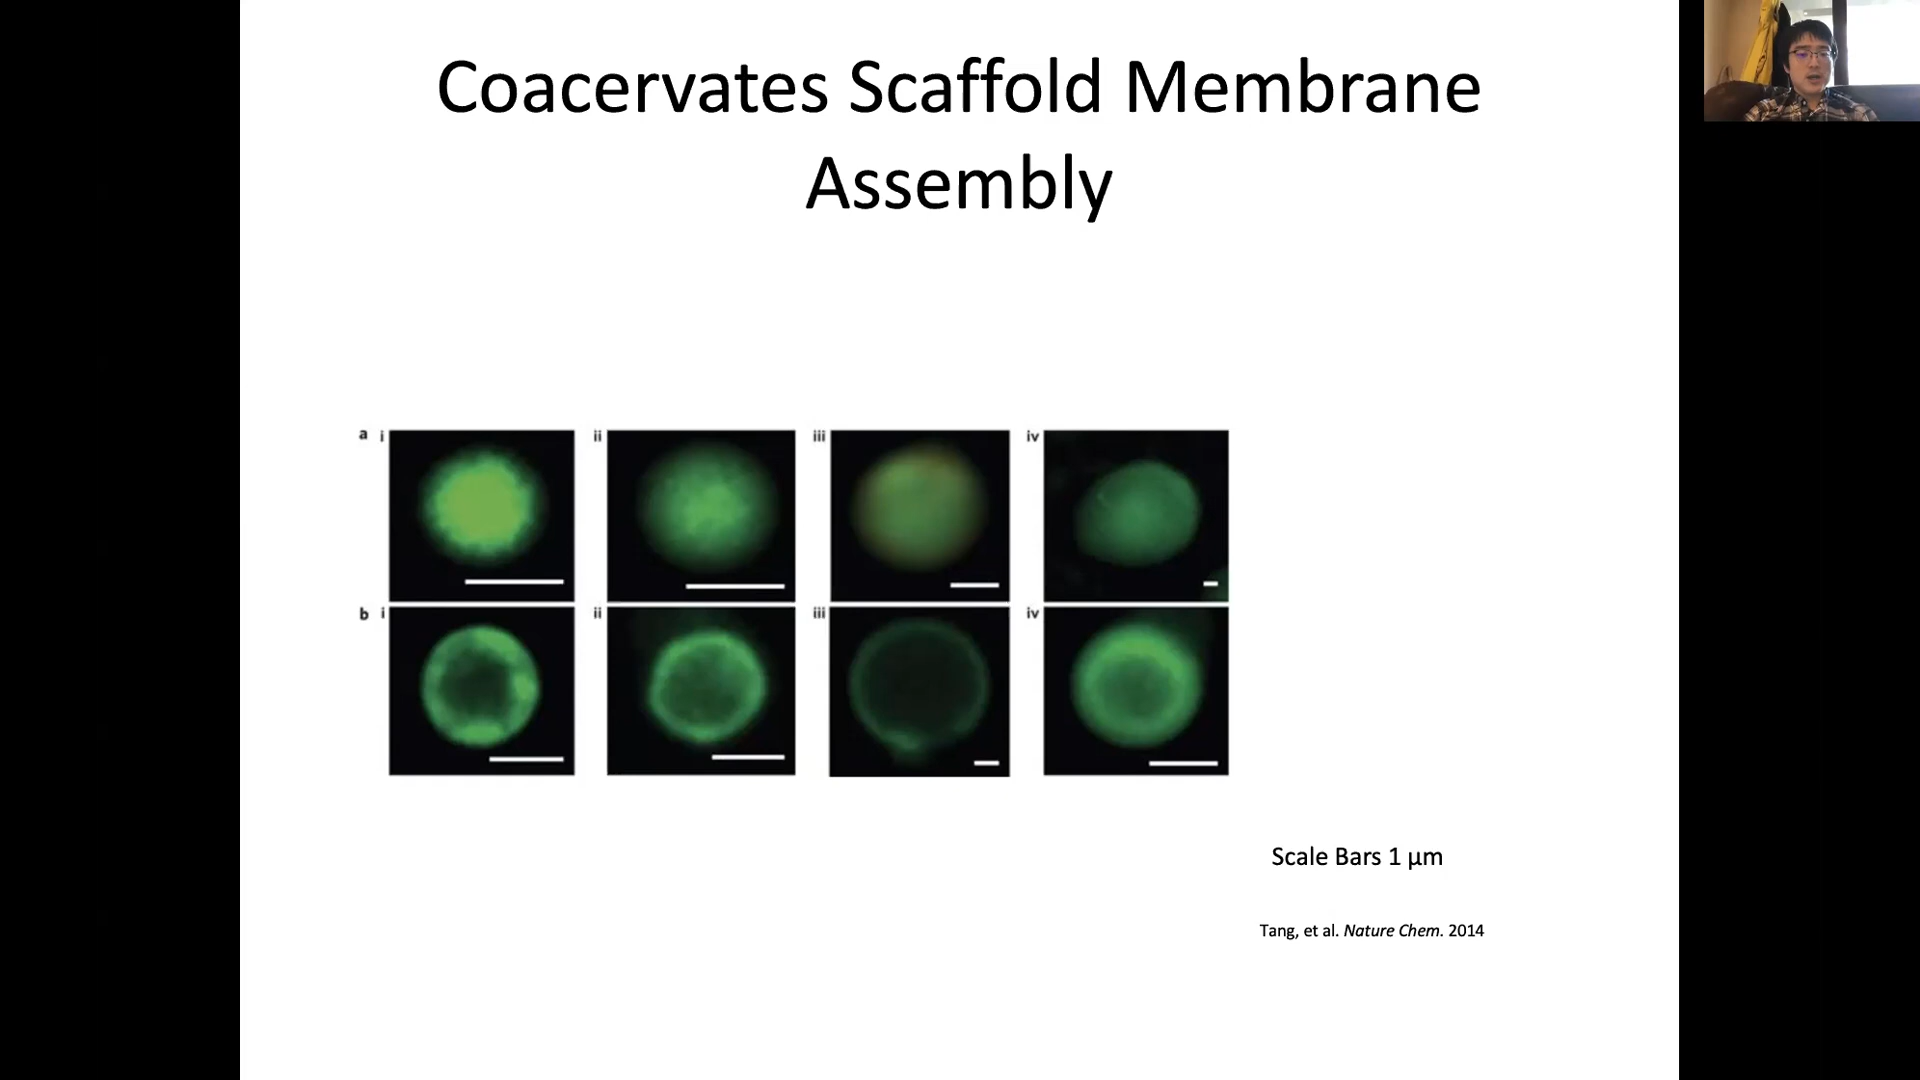 Coacervates Scaffold Membrane
Assembly
a i ii iii iv
b i ii iii iv
Scale Bars 1 μm
Tang, et al. Nature Chem. 2014